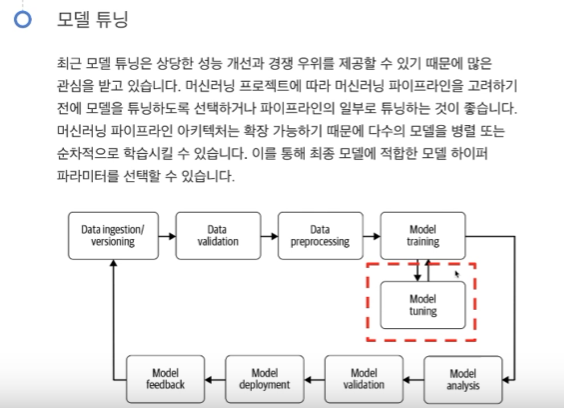 모델 튜닝
최근 모델 튜닝은 상당한 성능 개선과 경쟁 우위를 제공할 수 있기 때문에 많은
관심을 받고 있습니다. 머신러닝 프로젝트에 따라 머신러닝 파이프라인을 고려하기
전에 모델을 튜닝하도록 선택하거나 파이프라인의 일부로 튜닝하는 것이 좋습니다.
머신러닝 파이프라인 아키텍처는 확장 가능하기 때문에 다수의 모델을 병렬 또는
순차적으로 학습시킬 수 있습니다. 이를 통해 최종 모델에 적합한 모델 하이퍼
파라미터를 선택할 수 있습니다.
Data ingestion/
versioning
Data
validation
Data
preprocessing
Model
training
Model
tuning
Model
feedback
Model
deployment
Model
validation
Model
analysis